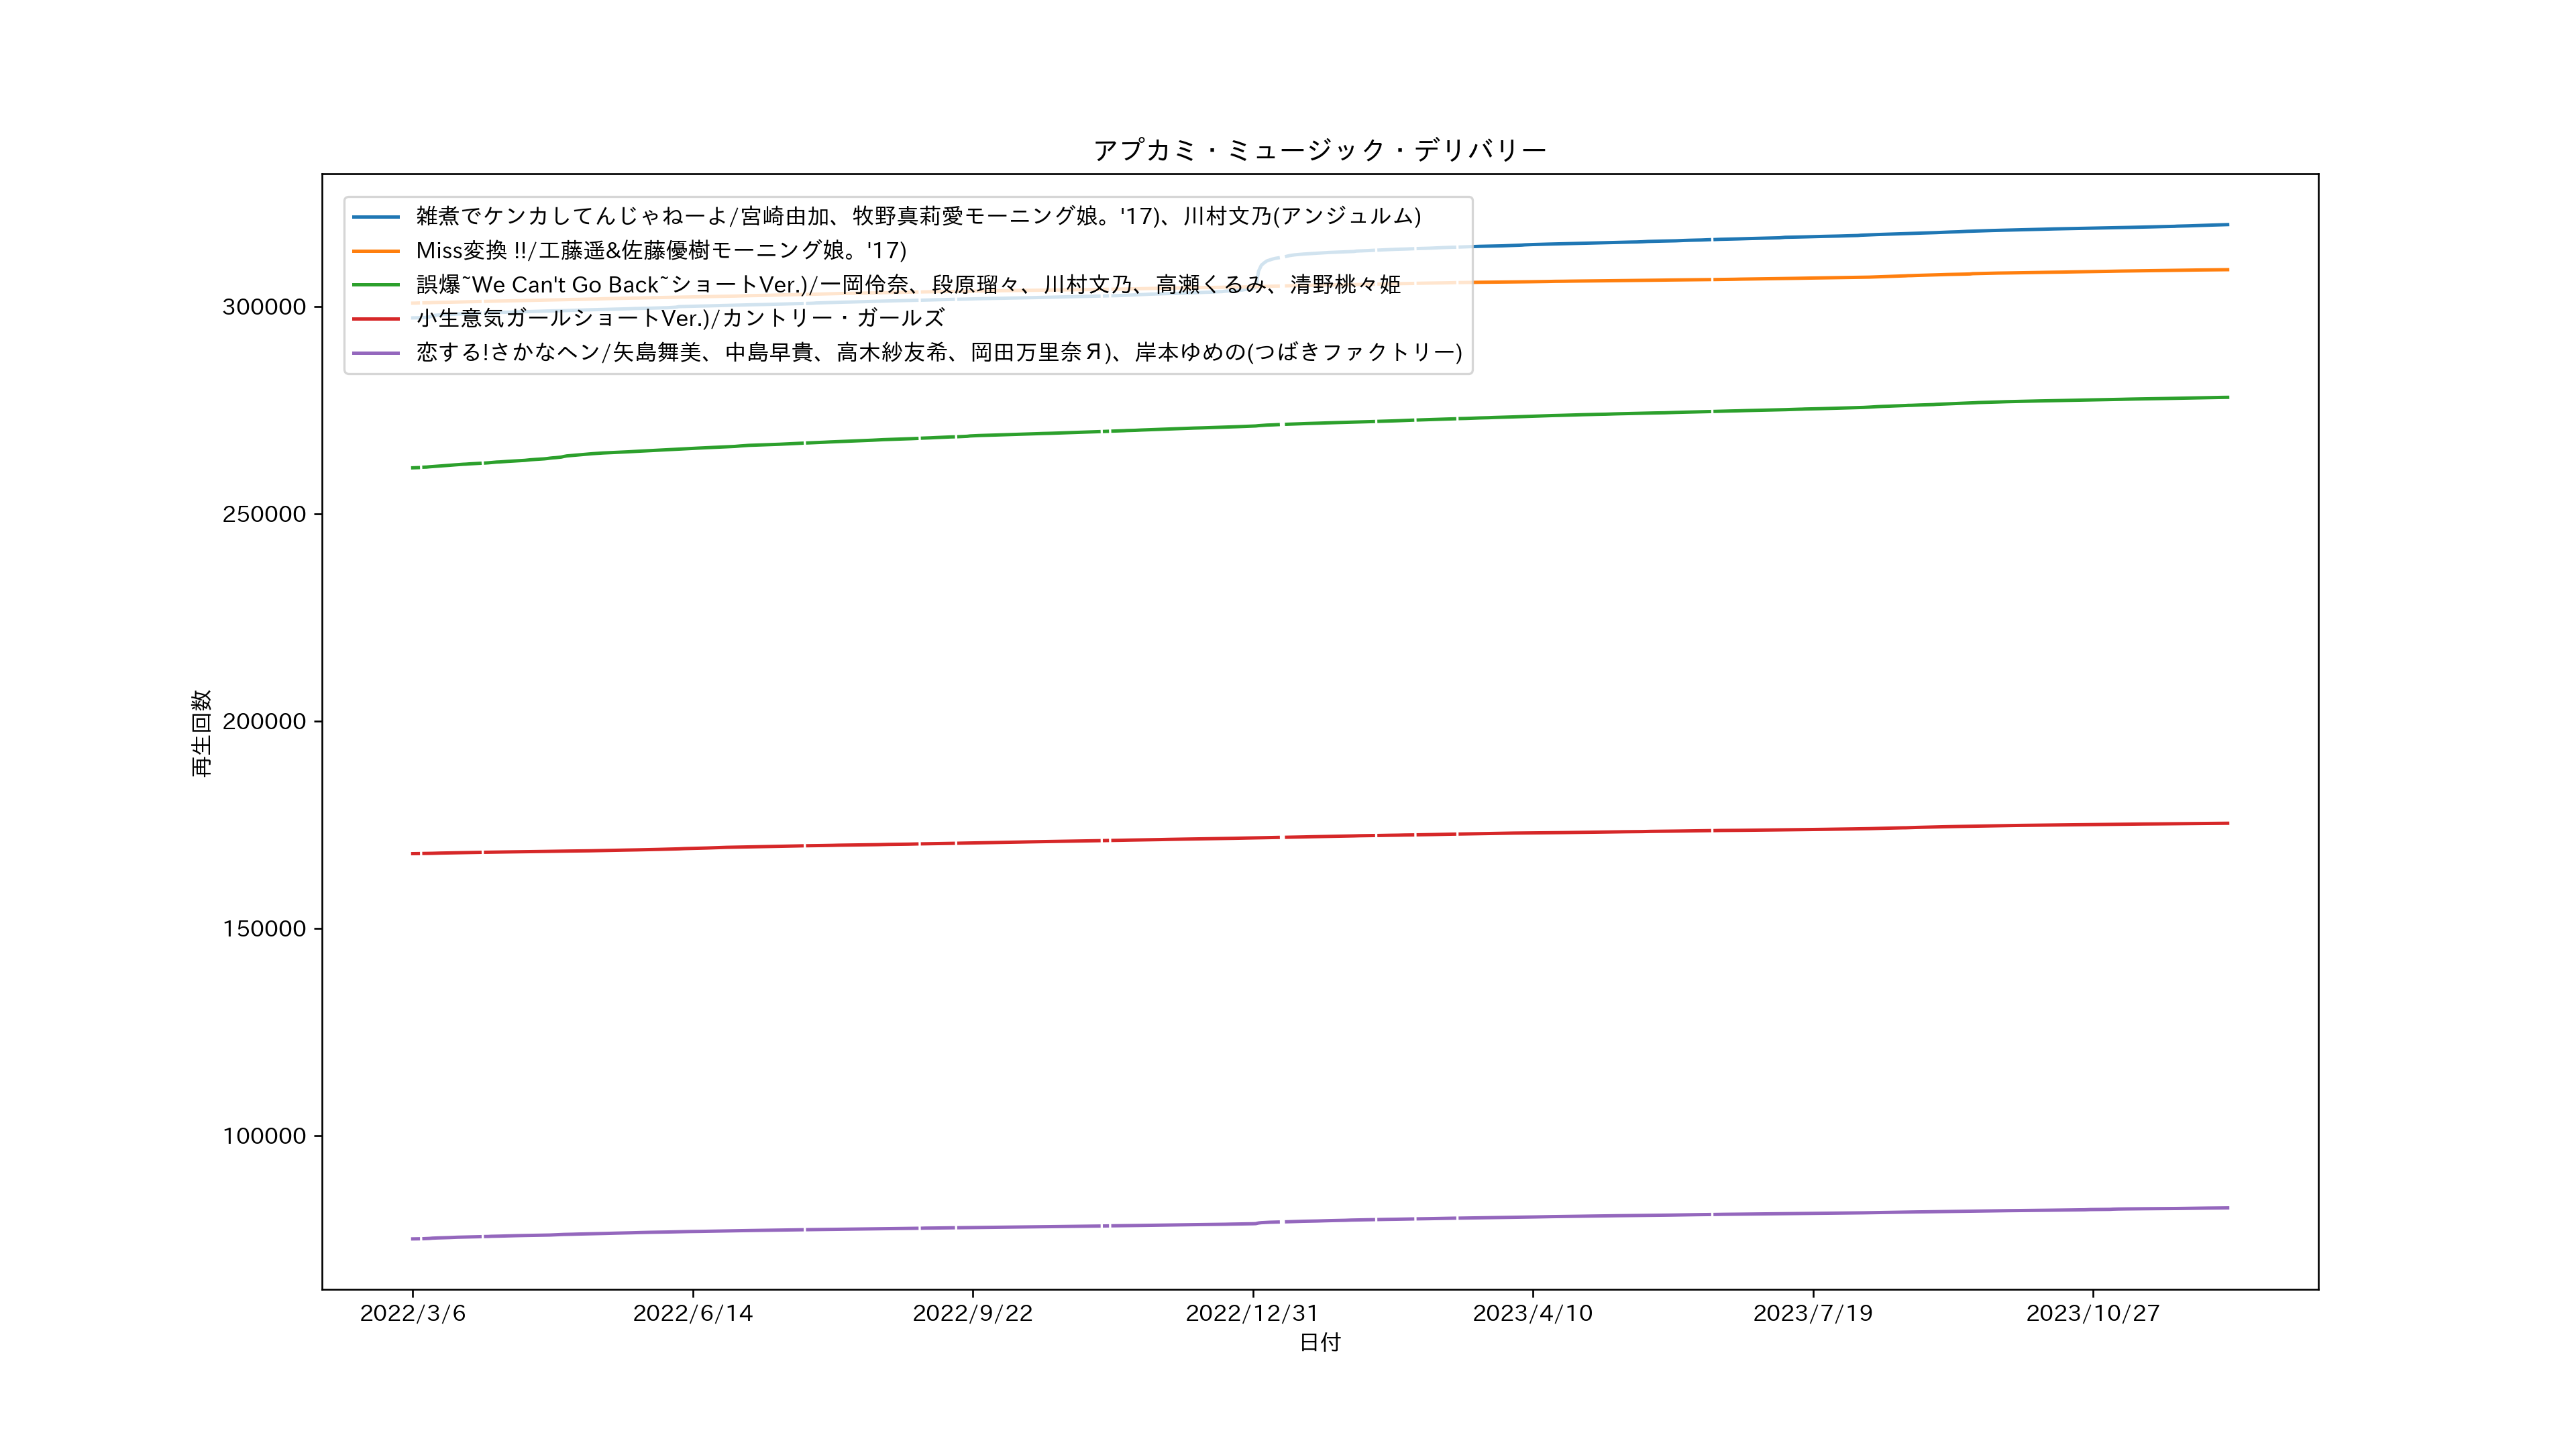 アプカミ・ミュージック・デリバリー
雑煮でケンカしてんじゃねーよ/宮崎由加、牧野真莉愛モーニング娘。'17)、川村文乃(アンジュルム)
Miss変換 !!/工藤遥&佐藤優樹モーニング娘。'17)
誤爆~We Can't Go Back~ショートVer.)/一岡伶奈、段原瑠々、川村文乃、高瀬くるみ、清野桃々姫
小生意気ガールショートVer.)/カントリー・ガールズ
恋する!さかなヘン/矢島舞美、中島早貴、高木紗友希、岡田万里奈Я)、岸本ゆめの(つばきファクトリー)
300000
250000
200000
150000
100000
再生回数
2022/3/6 2022/6/14 2022/9/22 2022/12/31 2023/4/10 2023/7/19 2023/10/27
日付